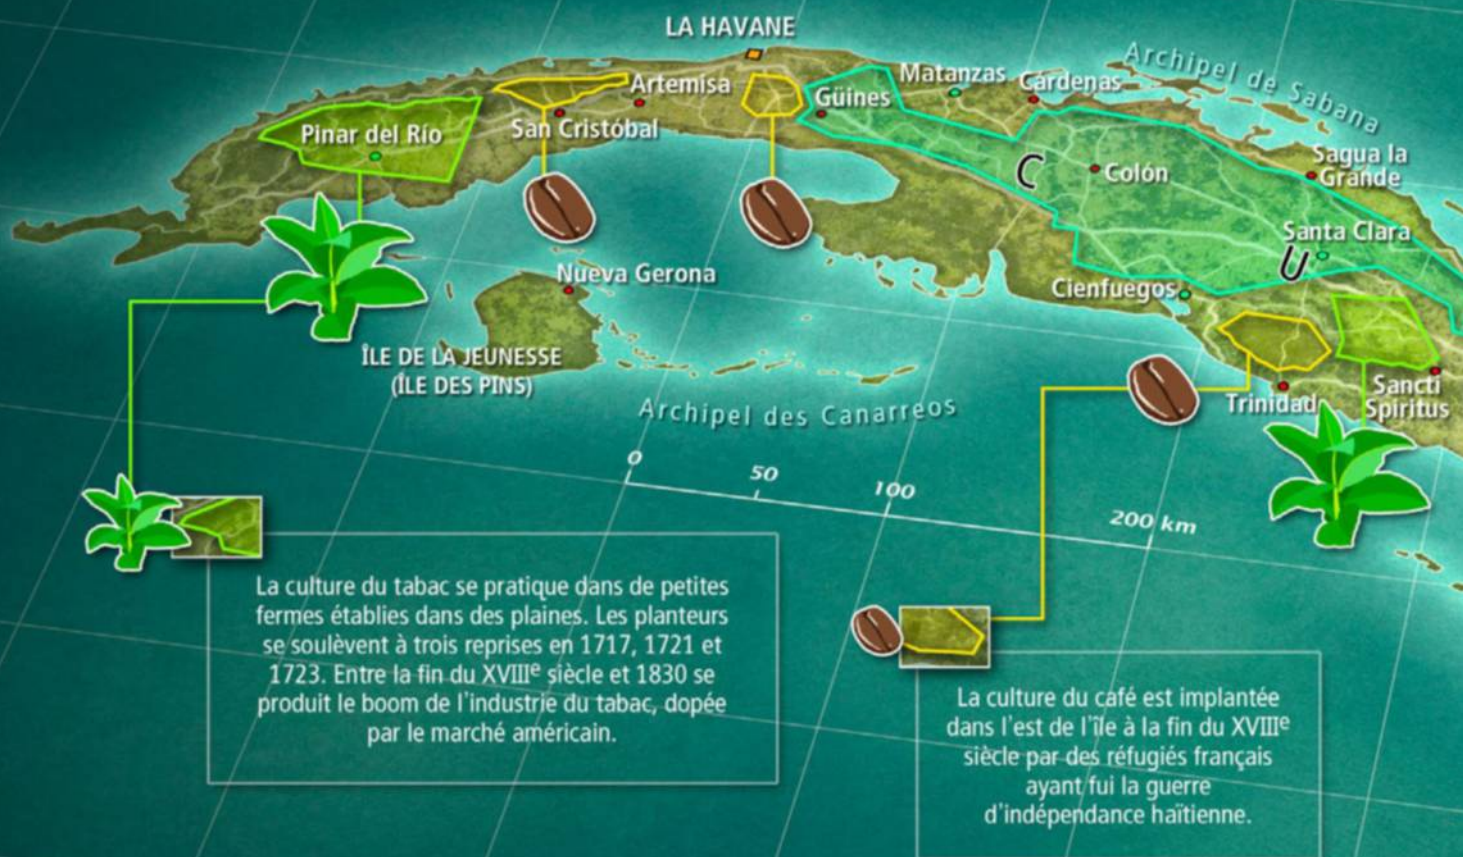 LA HAVANE
Archipel de Sabana
Matanzas
Cárdenas
Artemisa
Güines
Pinar del Río
San Cristóbal
Sagua la
Grande
C
Colón
Santa Clara
U
Nueva Gerona
Cienfuegos
ÎLE DE LA JEUNESSE
(ÎLE DES PINS)
Archipel des Canarreos
Trinidad
Sancti
Spiritus
0 50 100 200 km
La culture du tabac se pratique dans de petites
fermes établies dans des plaines. Les planteurs
se soulèvent à trois reprises en 1717, 1721 et
1723. Entre la fin du XVIIIe siècle et 1830 se
produit le boom de l'industrie du tabac, dopée
par le marché américain.
La culture du café est implantée
dans l'est de l'île à la fin du XVIIIe
siècle par des réfugiés français
ayant fui la guerre
d'indépendance haïtienne.